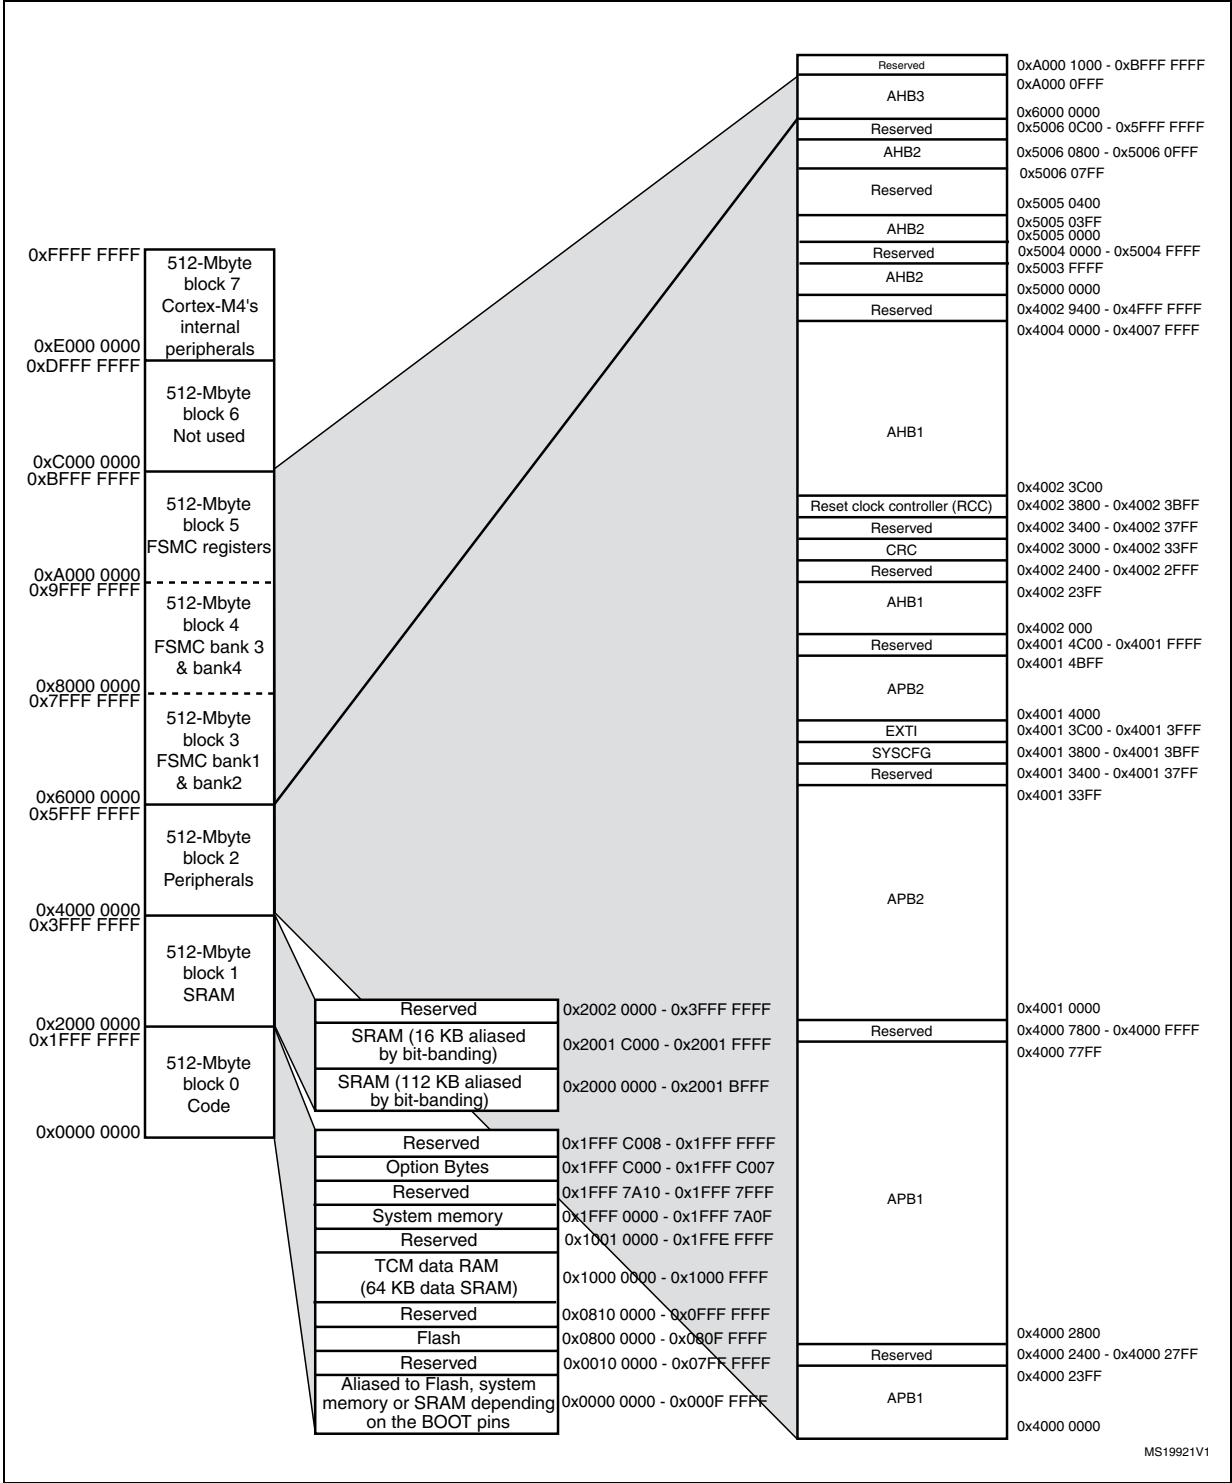 0xFFFF FFFF
512-Mbyte
block 7
Cortex-M4's
internal
peripherals
0xE000 0000
0xDFFF FFFF
512-Mbyte
block 6
Not used
0xC000 0000
0xBFFF FFFF
512-Mbyte
block 5
FSMC registers
0xA000 0000
0x9FFF FFFF
512-Mbyte
block 4
FSMC bank 3
& bank4
0x8000 0000
0x7FFF FFFF
512-Mbyte
block 3
FSMC bank1
& bank2
0x6000 0000
0x5FFF FFFF
512-Mbyte
block 2
Peripherals
0x4000 0000
0x3FFF FFFF
512-Mbyte
block 1
SRAM
0x2000 0000
0x1FFF FFFF
512-Mbyte
block 0
Code
0x0000 0000
Reserved 0x2002 0000 - 0x3FFF FFFF
SRAM (16 KB aliased
by bit-banding)
0x2001 C000 - 0x2001 FFFF
SRAM (112 KB aliased
by bit-banding)
0x2000 0000 - 0x2001 BFFF
Reserved 0x1FFF C008 - 0x1FFF FFFF
Option Bytes 0x1FFF C000 - 0x1FFF C007
Reserved 0x1FFF 7A10 - 0x1FFF 7FFF
System memory 0x1FFF 0000 - 0x1FFF 7A0F
Reserved 0x1001 0000 - 0x1FFE FFFF
TCM data RAM
(64 KB data SRAM)
0x1000 0000 - 0x1000 FFFF
Reserved 0x0810 0000 - 0x0FFF FFFF
Flash 0x0800 0000 - 0x080F FFFF
Reserved 0x0010 0000 - 0x07FF FFFF
Aliased to Flash, system
memory or SRAM depending
on the BOOT pins
0x0000 0000 - 0x000F FFFF
Reserved 0xA000 1000 - 0xBFFF FFFF
0xA000 0FFF
AHB3
0x6000 0000
Reserved 0x5006 0C00 - 0x5FFF FFFF
AHB2 0x5006 0800 - 0x5006 0FFF
0x5006 07FF
Reserved
0x5005 0400
0x5005 03FF
AHB2
0x5005 0000
Reserved 0x5004 0000 - 0x5004 FFFF
0x5003 FFFF
AHB2
0x5000 0000
Reserved 0x4002 9400 - 0x4FFF FFFF
0x4004 0000 - 0x4007 FFFF
AHB1
0x4002 3C00
Reset clock controller (RCC) 0x4002 3800 - 0x4002 3BFF
Reserved 0x4002 3400 - 0x4002 37FF
CRC 0x4002 3000 - 0x4002 33FF
Reserved 0x4002 2400 - 0x4002 2FFF
0x4002 23FF
AHB1
0x4002 000
Reserved 0x4001 4C00 - 0x4001 FFFF
0x4001 4BFF
APB2
0x4001 4000
EXTI 0x4001 3C00 - 0x4001 3FFF
SYSCFG 0x4001 3800 - 0x4001 3BFF
Reserved 0x4001 3400 - 0x4001 37FF
0x4001 33FF
APB2
0x4001 0000
Reserved 0x4000 7800 - 0x4000 FFFF
0x4000 77FF
APB1
0x4000 2800
Reserved 0x4000 2400 - 0x4000 27FF
0x4000 23FF
APB1
0x4000 0000
MS19921V1